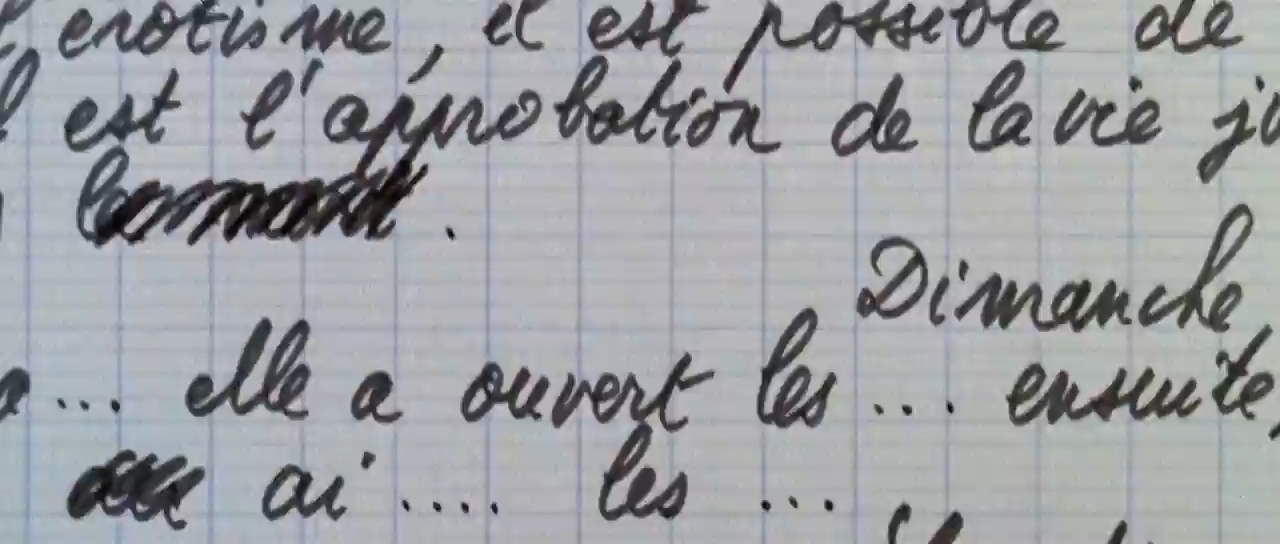 érotisme, il est possible de
est l'approbation de la vie
.
Dimanche,
... elle a ouvert les ... ensuite,
ai .... les ...